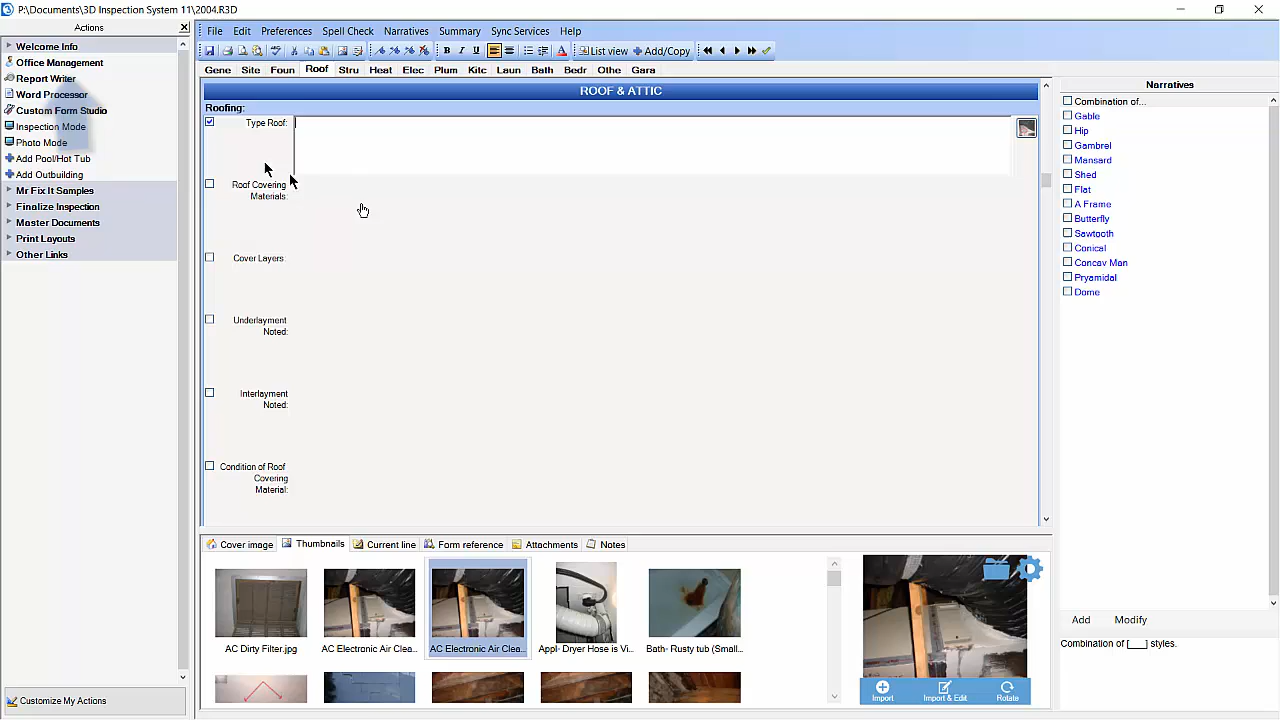 P:\Documents\3D Inspection System 11\2004.R3D
Actions
Welcome Info
Office Management
Report Writer
Word Processor
Custom Form Studio
Inspection Mode
Photo Mode
Add Pool/Hot Tub
Add Outbuilding
Mr Fix It Samples
Finalize Inspection
Master Documents
Print Layouts
Other Links
Customize My Actions
File Edit Preferences Spell Check Narratives Summary Sync Services Help
B I U A List view Add/Copy
Gene Site Foun Roof Stru Heat Elec Plum Kitc Laun Bath Bedr Othe Gara
ROOF & ATTIC
Roofing:
Type Roof:
Roof Covering
Materials:
Cover Layers:
Underlayment
Noted:
Interlayment
Noted:
Condition of Roof
Covering
Material:
Cover image Thumbnails Current line Form reference Attachments Notes
AC Dirty Filter.jpg AC Electronic Air Clea... AC Electronic Air Clea... Appl- Dryer Hose is Vi... Bath- Rusty tub (Small...
Import Import & Edit Rotate
Narratives
Combination of...
Gable
Hip
Gambrel
Mansard
Shed
Flat
A Frame
Butterfly
Sawtooth
Conical
Concav Man
Pryamidal
Dome
Add Modify
Combination of [___] styles.